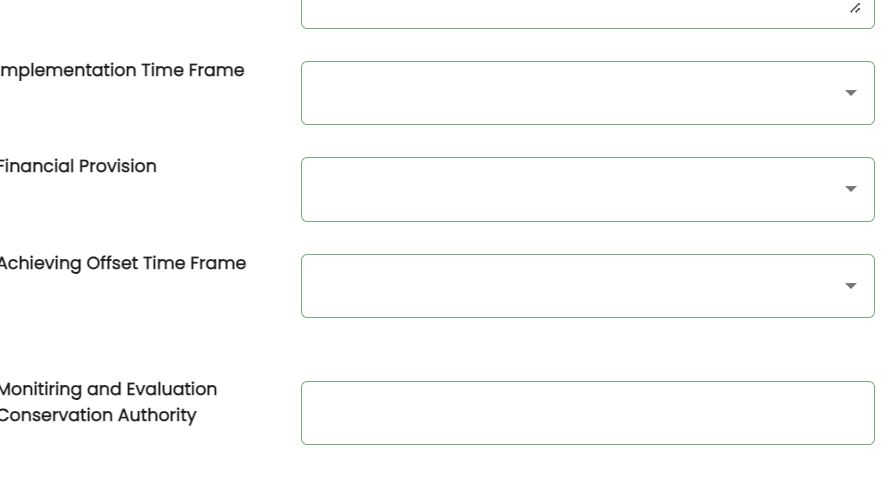 mplementation Time Frame
Financial Provision
Achieving Offset Time Frame
Monitiring and Evaluation
Conservation Authority